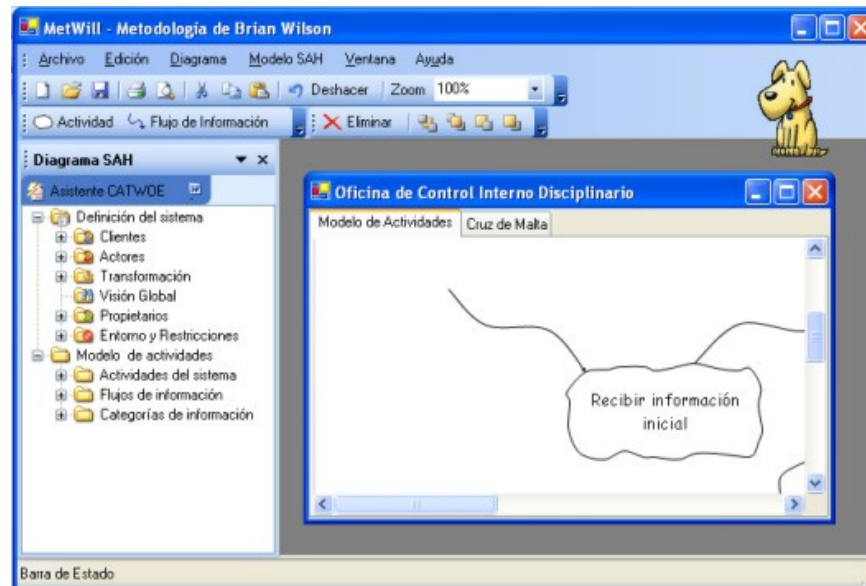 MetWill - Metodología de Brian Wilson
Archivo Edición Diagrama Modelo SAH Ventana Ayuda
Deshacer Zoom 100%
Actividad Flujo de Información Eliminar
Diagrama SAH
Asistente CATWOE
Definición del sistema
Clientes
Actores
Transformación
Visión Global
Propietarios
Entorno y Restricciones
Modelo de actividades
Actividades del sistema
Flujos de información
Categorías de información
Oficina de Control Interno Disciplinario
Modelo de Actividades Cruz de Malta
Recibir información
inicial
Barra de Estado